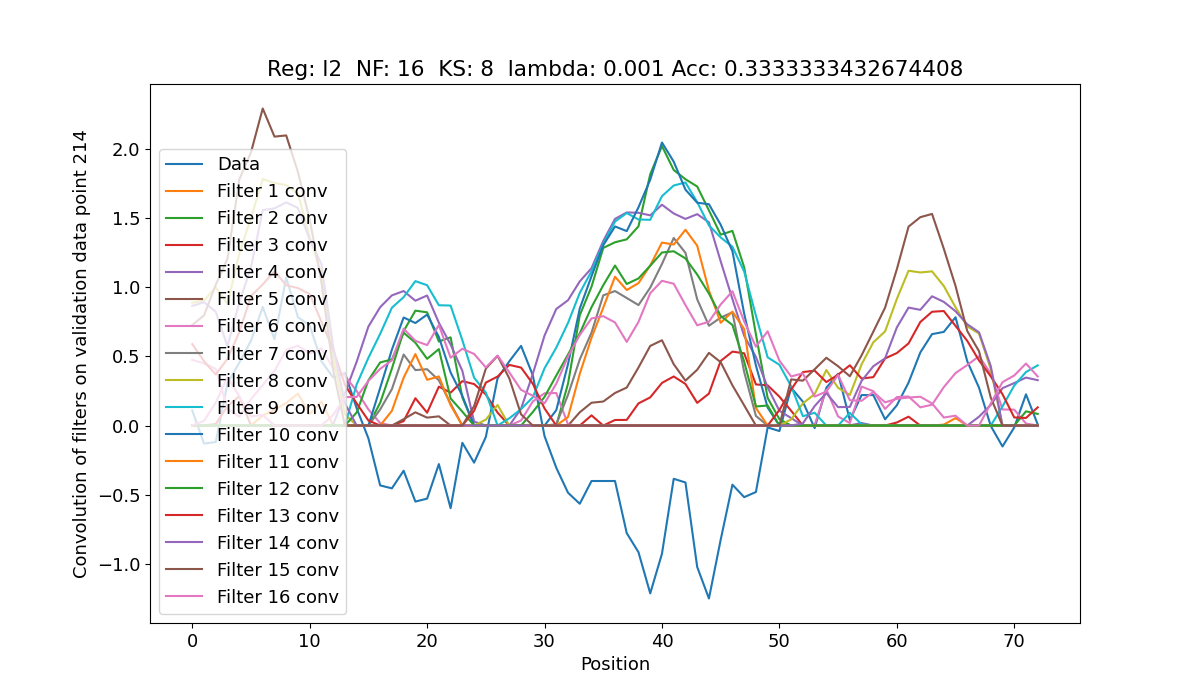 Reg: l2  NF: 16  KS: 8  lambda: 0.001 Acc: 0.3333333432674408
Convolution of filters on validation data point 214
2.0
1.5
1.0
0.5
0.0
−0.5
−1.0
Data
Filter 1 conv
Filter 2 conv
Filter 3 conv
Filter 4 conv
Filter 5 conv
Filter 6 conv
Filter 7 conv
Filter 8 conv
Filter 9 conv
Filter 10 conv
Filter 11 conv
Filter 12 conv
Filter 13 conv
Filter 14 conv
Filter 15 conv
Filter 16 conv
0 10 20 30 40 50 60 70
Position